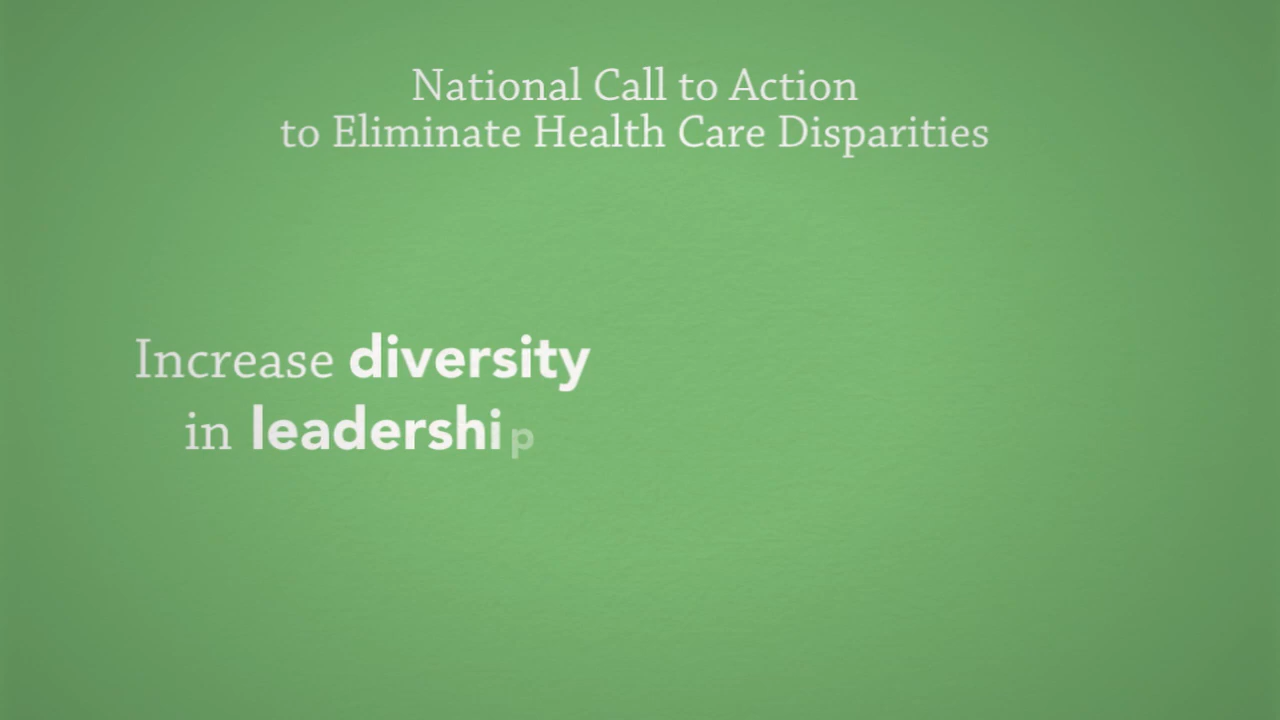 National Call to Action
to Eliminate Health Care Disparities
Increase diversity
in leadership